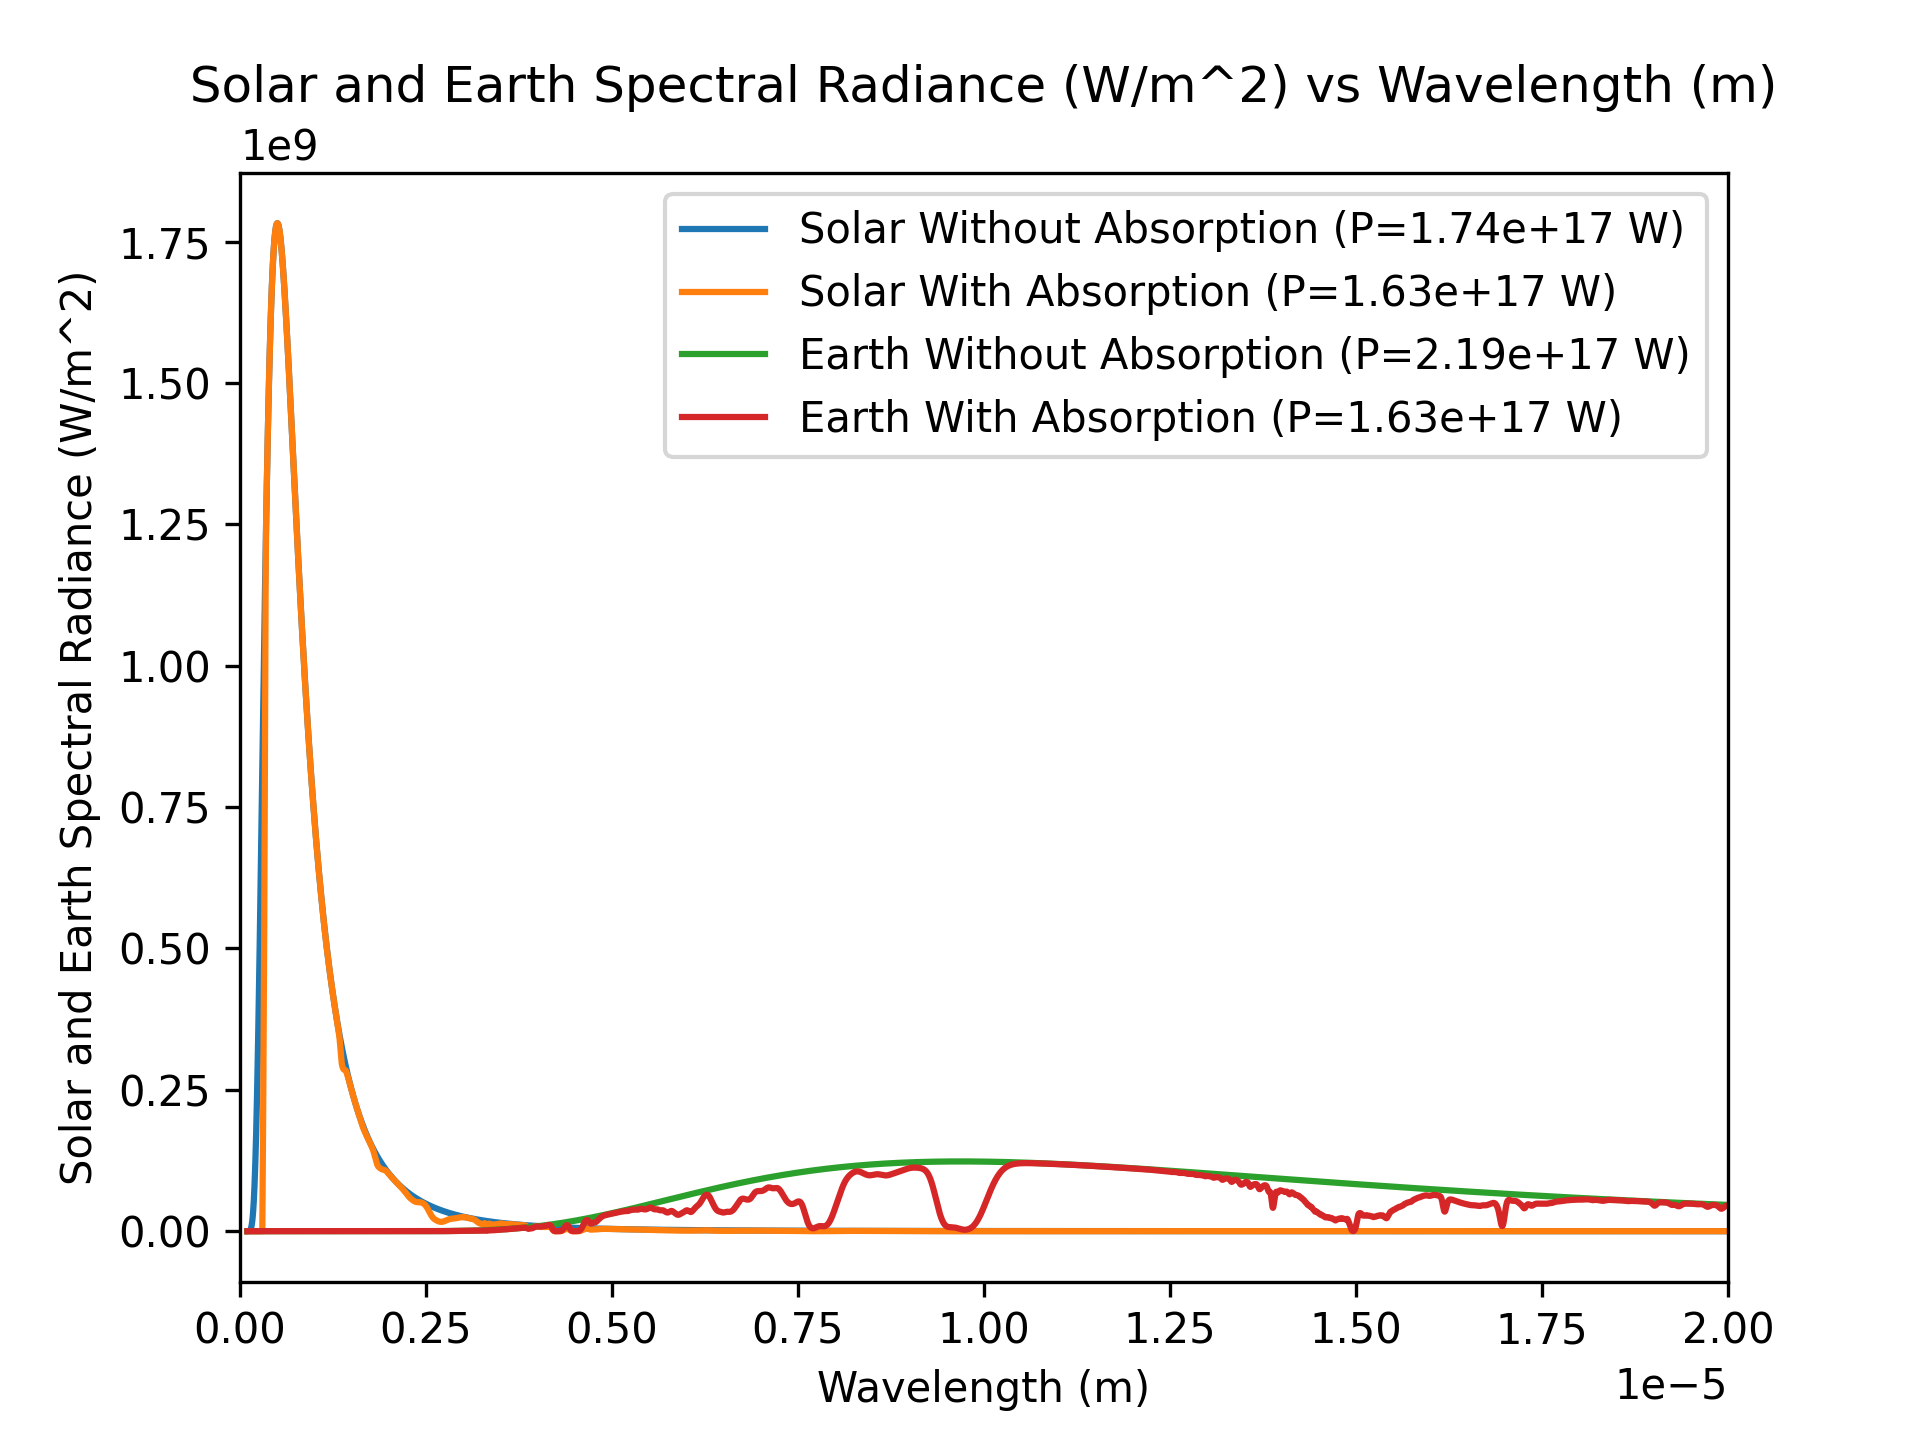 Solar and Earth Spectral Radiance (W/m^2) vs Wavelength (m)
1e9
Solar Without Absorption (P=1.74e+17 W)
Solar With Absorption (P=1.63e+17 W)
Earth Without Absorption (P=2.19e+17 W)
Earth With Absorption (P=1.63e+17 W)
Solar and Earth Spectral Radiance (W/m^2)
1.75
1.50
1.25
1.00
0.75
0.50
0.25
0.00
0.00 0.25 0.50 0.75 1.00 1.25 1.50 1.75 2.00
Wavelength (m)
1e−5